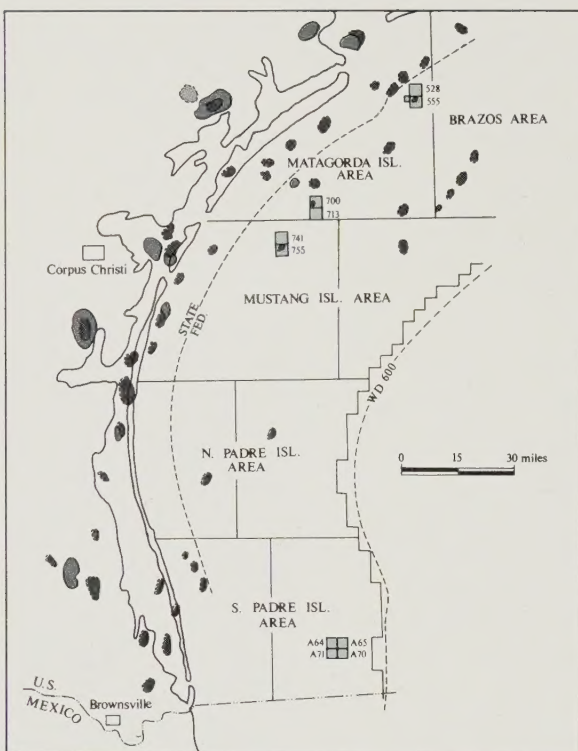 528
555
BRAZOS AREA
MATAGORDA ISL.
AREA
700
713
741
755
Corpus Christi
MUSTANG ISL. AREA
STATE
FED.
WD 600
0 15 30 miles
N. PADRE ISL.
AREA
S. PADRE ISL.
AREA
A64 A65
A71 A70
U.S.
MEXICO
Brownsville